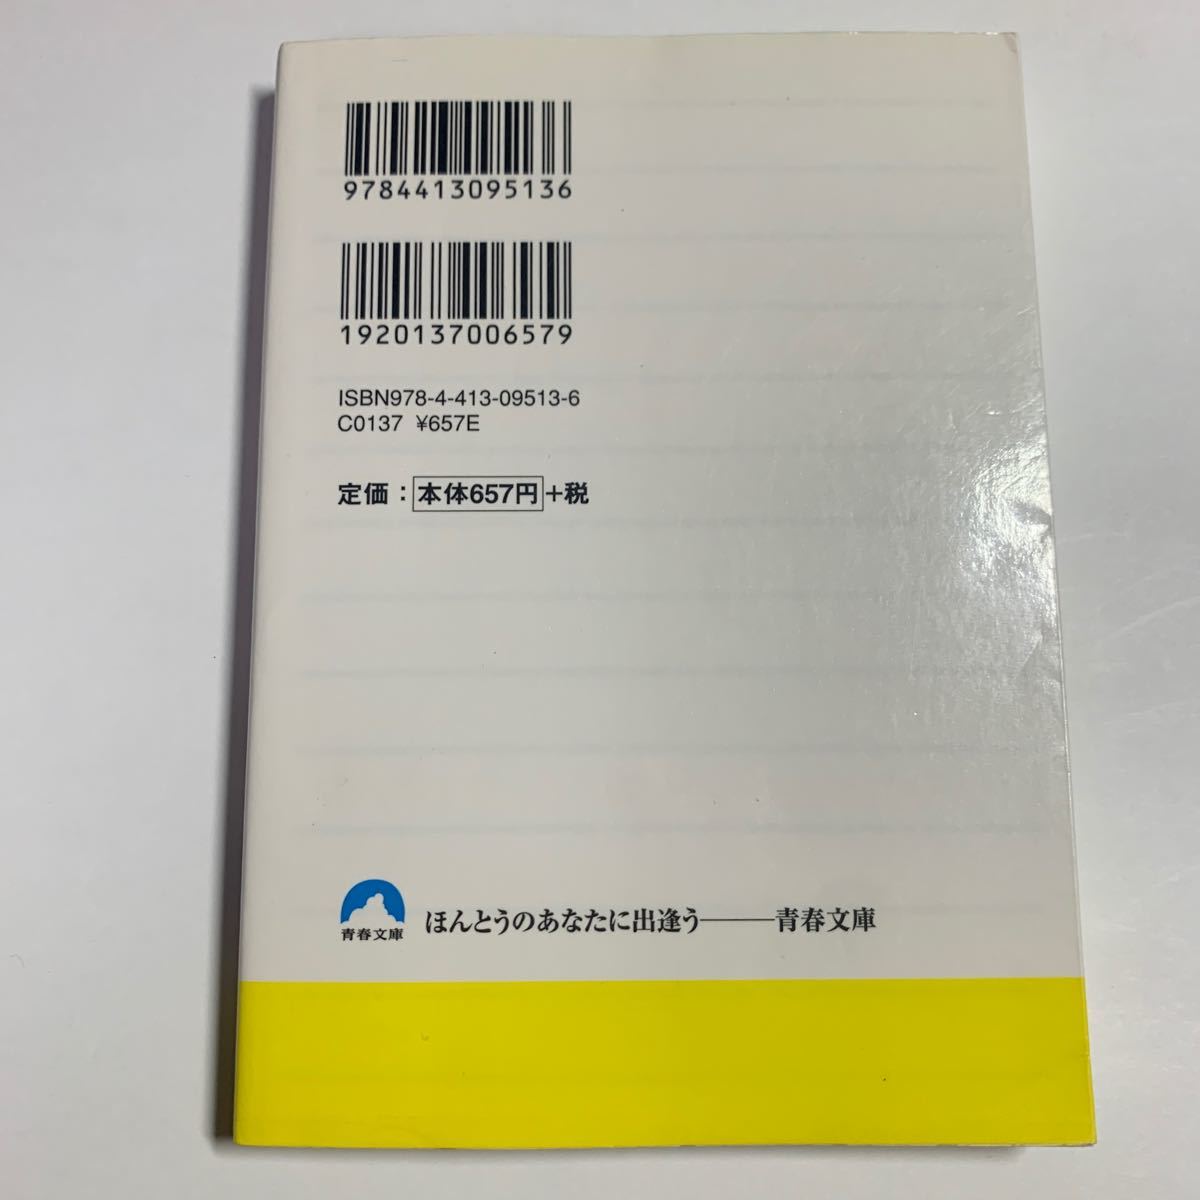 9784413095136
1920137006579
ISBN978-4-413-09513-6
C0137 ¥657E
定価：本体657円+税
青春文庫
ほんとうのあなたに出逢う———青春文庫